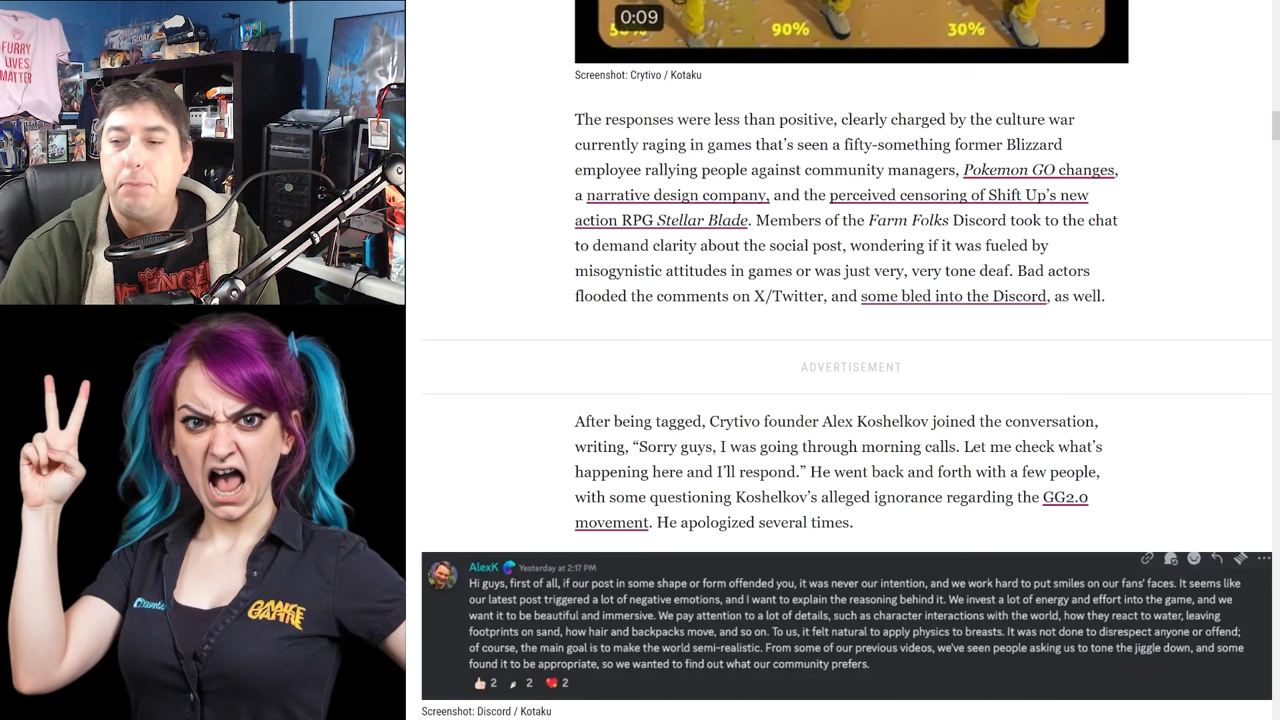 FURRY
LIVES
MATTER
GLORY
0:09
50%
90%
30%
Screenshot: Crytivo / Kotaku
The responses were less than positive, clearly charged by the culture war
currently raging in games that’s seen a fifty-something former Blizzard
employee rallying people against community managers, Pokemon GO changes,
a narrative design company, and the perceived censoring of Shift Up’s new
action RPG Stellar Blade. Members of the Farm Folks Discord took to the chat
to demand clarity about the social post, wondering if it was fueled by
misogynistic attitudes in games or was just very, very tone deaf. Bad actors
flooded the comments on X/Twitter, and some bled into the Discord, as well.
ADVERTISEMENT
After being tagged, Crytivo founder Alex Koshelkov joined the conversation,
writing, “Sorry guys, I was going through morning calls. Let me check what’s
happening here and I’ll respond.” He went back and forth with a few people,
with some questioning Koshelkov’s alleged ignorance regarding the GG2.0
movement. He apologized several times.
AlexK Yesterday at 2:17 PM
Hi guys, first of all, if our post in some shape or form offended you, it was never our intention, and we work hard to put smiles on our fans' faces. It seems like
our latest post triggered a lot of negative emotions, and I want to explain the reasoning behind it. We invest a lot of energy and effort into the game, and we
want it to be beautiful and immersive. We pay attention to a lot of details, such as character interactions with the world, how they react to water, leaving
footprints on sand, how hair and backpacks move, and so on. To us, it felt natural to apply physics to breasts. It was not done to disrespect anyone or offend;
of course, the main goal is to make the world semi-realistic. From some of our previous videos, we've seen people asking us to tone the jiggle down, and some
found it to be appropriate, so we wanted to find out what our community prefers.
2 2 2
Screenshot: Discord / Kotaku